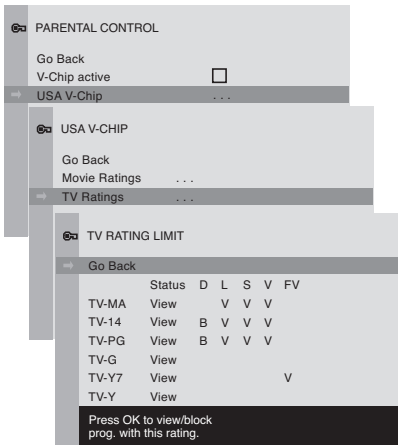 PARENTAL CONTROL
Go Back
V-Chip active
USA V-Chip . . .
USA V-CHIP
Go Back
Movie Ratings . . .
TV Ratings . . .
TV RATING LIMIT
Go Back
Status D L S V FV
TV-MA View V V V
TV-14 View B V V V
TV-PG View B V V V
TV-G View
TV-Y7 View V
TV-Y View
Press OK to view/block
prog. with this rating.